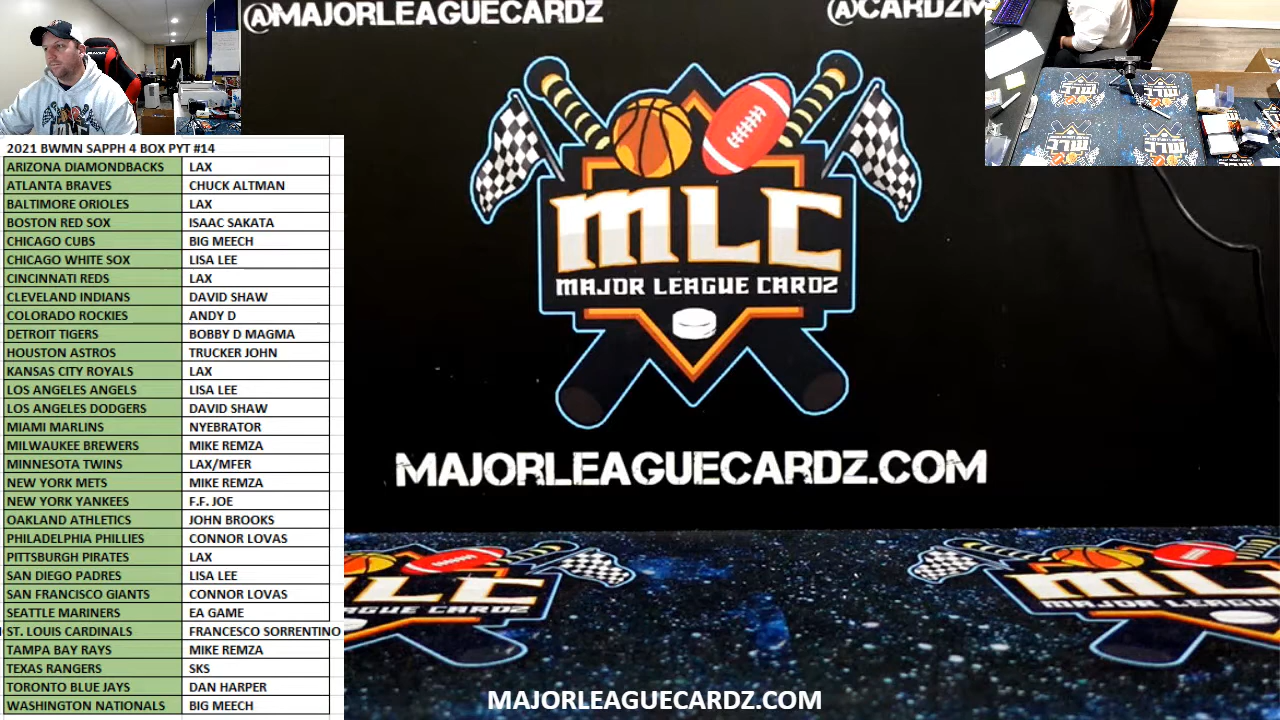 @MAJORLEAGUECARDZ
@CARDZM
2021 BWMN SAPPH 4 BOX PYT #14
ARIZONA DIAMONDBACKS LAX
ATLANTA BRAVES CHUCK ALTMAN
BALTIMORE ORIOLES LAX
BOSTON RED SOX ISAAC SAKATA
CHICAGO CUBS BIG MEECH
CHICAGO WHITE SOX LISA LEE
CINCINNATI REDS LAX
CLEVELAND INDIANS DAVID SHAW
COLORADO ROCKIES ANDY D
DETROIT TIGERS BOBBY D MAGMA
HOUSTON ASTROS TRUCKER JOHN
KANSAS CITY ROYALS LAX
LOS ANGELES ANGELS LISA LEE
LOS ANGELES DODGERS DAVID SHAW
MIAMI MARLINS NYEBRATOR
MILWAUKEE BREWERS MIKE REMZA
MINNESOTA TWINS LAX/MFER
NEW YORK METS MIKE REMZA
NEW YORK YANKEES F.F. JOE
OAKLAND ATHLETICS JOHN BROOKS
PHILADELPHIA PHILLIES CONNOR LOVAS
PITTSBURGH PIRATES LAX
SAN DIEGO PADRES LISA LEE
SAN FRANCISCO GIANTS CONNOR LOVAS
SEATTLE MARINERS EA GAME
ST. LOUIS CARDINALS FRANCESCO SORRENTINO
TAMPA BAY RAYS MIKE REMZA
TEXAS RANGERS SKS
TORONTO BLUE JAYS DAN HARPER
WASHINGTON NATIONALS BIG MEECH
MLC
MAJOR LEAGUE CARDZ
MAJORLEAGUECARDZ.COM
MLC
AGUE CARDZ
MLC
MAJOR LEAGUE
MAJORLEAGUECARDZ.COM